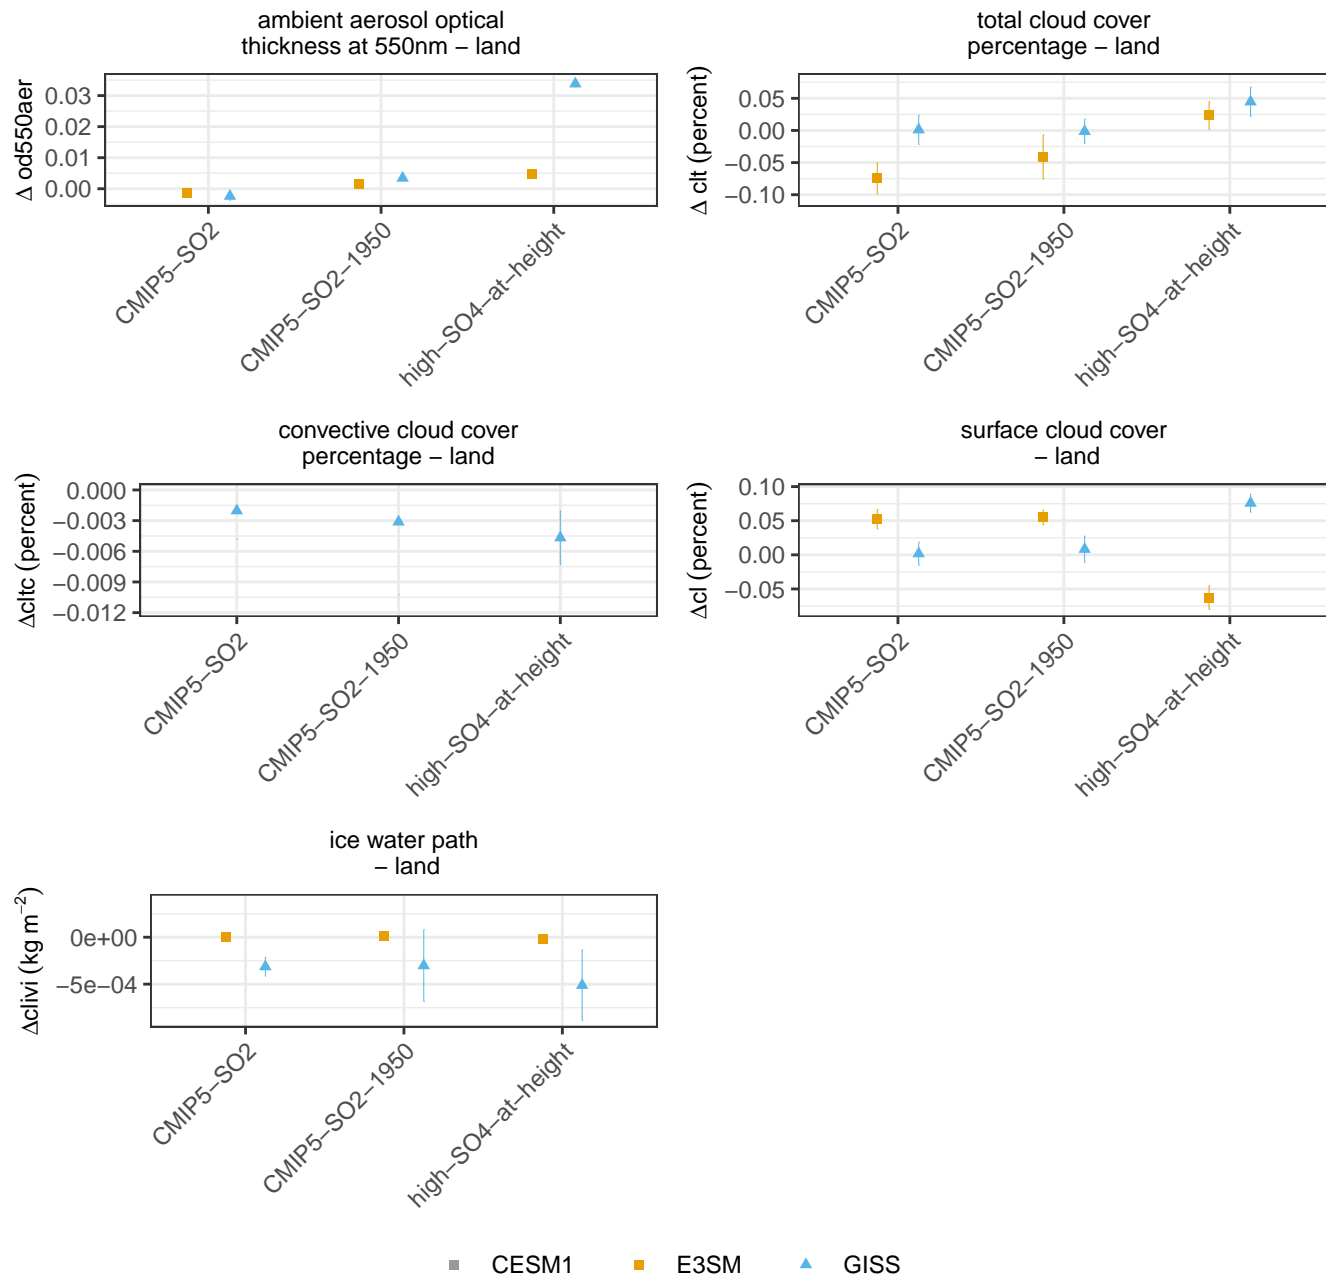 ambient aerosol optical
thickness at 550nm − land
Δ od550aer
0.03
0.02
0.01
0.00
CMIP5−SO2
CMIP5−SO2−1950
high−SO4−at−height
total cloud cover
percentage − land
Δ clt (percent)
0.05
0.00
−0.05
−0.10
CMIP5−SO2
CMIP5−SO2−1950
high−SO4−at−height
convective cloud cover
percentage − land
Δcltc (percent)
0.000
−0.003
−0.006
−0.009
−0.012
CMIP5−SO2
CMIP5−SO2−1950
high−SO4−at−height
surface cloud cover
− land
Δcl (percent)
0.10
0.05
0.00
−0.05
CMIP5−SO2
CMIP5−SO2−1950
high−SO4−at−height
ice water path
− land
Δclivi (kg m⁻²)
0e+00
−5e−04
CMIP5−SO2
CMIP5−SO2−1950
high−SO4−at−height
CESM1 E3SM GISS